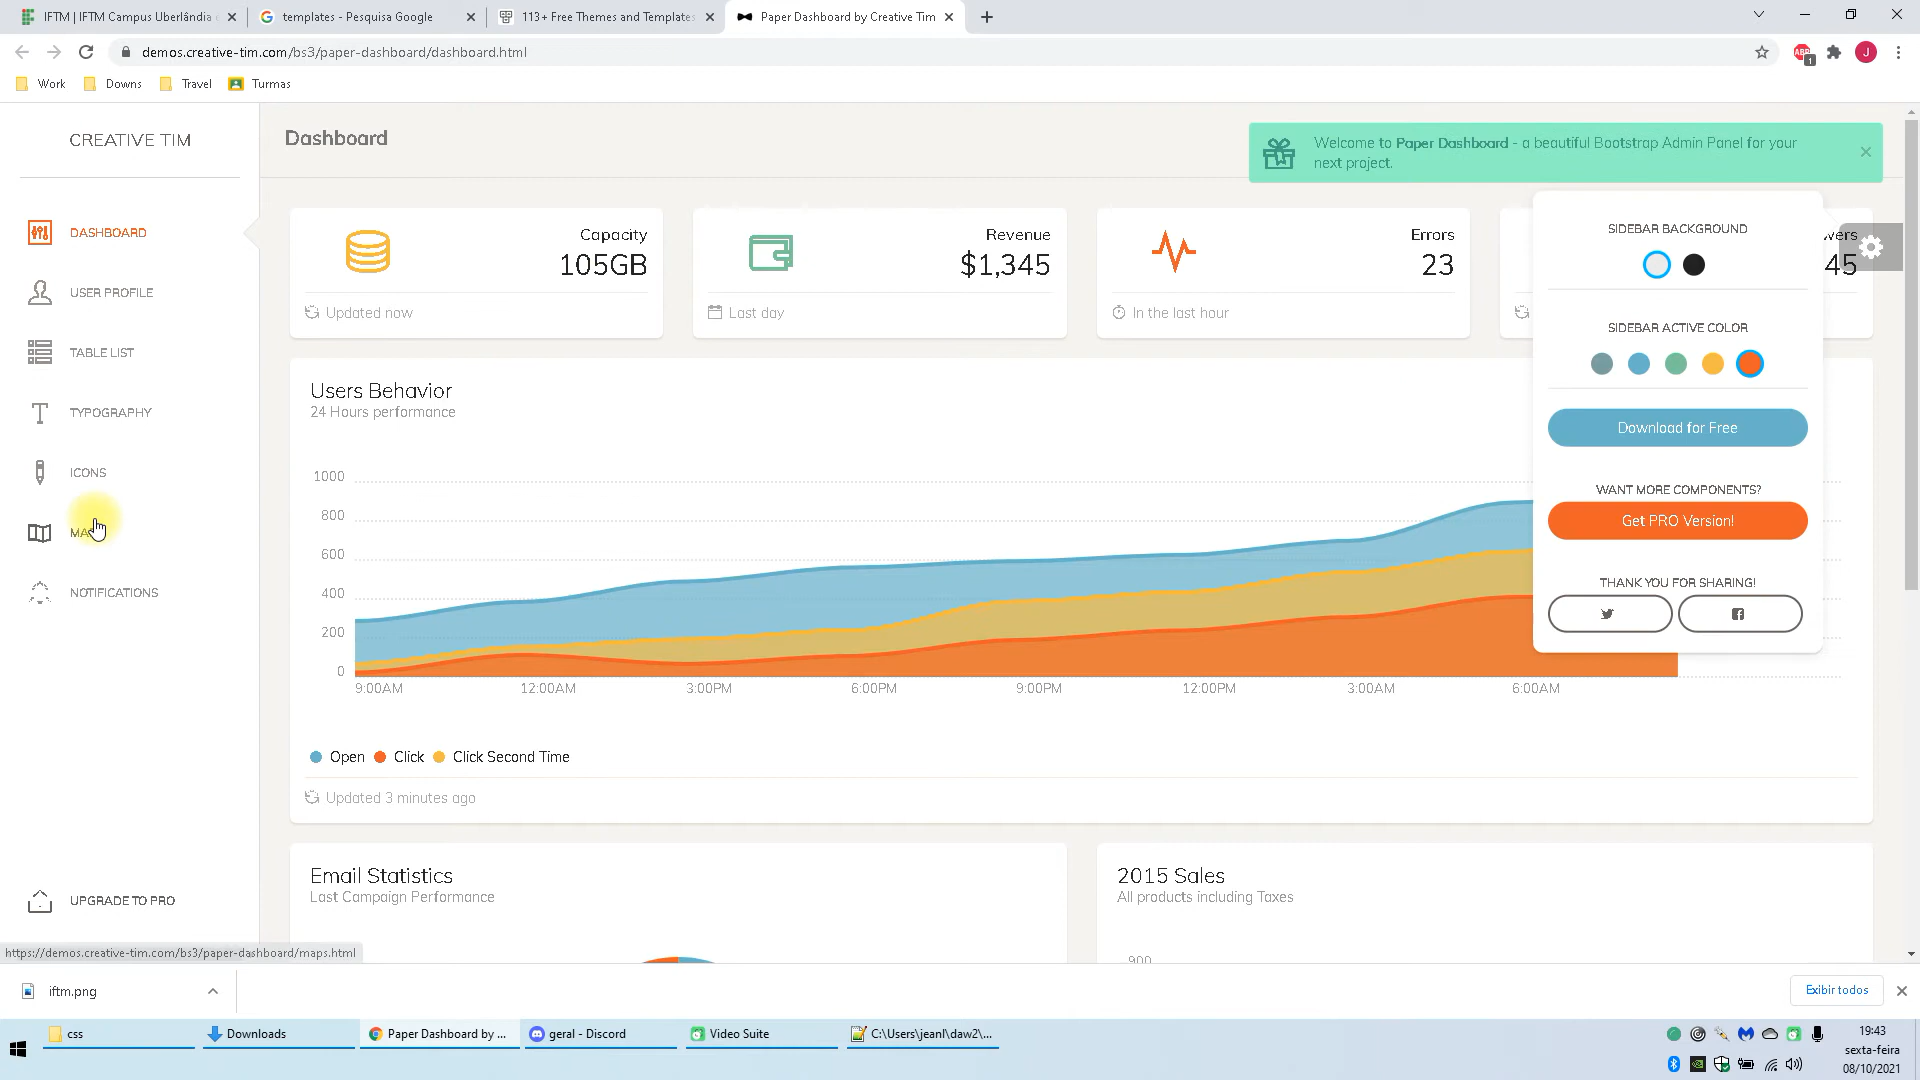 IFTM | IFTM Campus Uberlândia
templates - Pesquisa Google
113+ Free Themes and Templates
Paper Dashboard by Creative Tim
demos.creative-tim.com/bs3/paper-dashboard/dashboard.html
ABP
1
J
Work
Downs
Travel
Turmas
CREATIVE TIM
Dashboard
Welcome to Paper Dashboard - a beautiful Bootstrap Admin Panel for your
next project.
DASHBOARD
USER PROFILE
TABLE LIST
TYPOGRAPHY
ICONS
NOTIFICATIONS
UPGRADE TO PRO
Capacity
105GB
Updated now
Revenue
$1,345
Last day
Errors
23
In the last hour
wers
45
SIDEBAR BACKGROUND
SIDEBAR ACTIVE COLOR
Download for Free
WANT MORE COMPONENTS?
Get PRO Version!
THANK YOU FOR SHARING!
Users Behavior
24 Hours performance
1000
800
600
400
200
0
9:00AM 12:00AM 3:00PM 6:00PM 9:00PM 12:00PM 3:00AM 6:00AM
Open Click Click Second Time
Updated 3 minutes ago
Email Statistics
Last Campaign Performance
2015 Sales
All products including Taxes
900
https://demos.creative-tim.com/bs3/paper-dashboard/maps.html
iftm.png
Exibir todos
css
Downloads
Paper Dashboard by ...
geral - Discord
Video Suite
C:\Users\jeanl\daw2\...
19:43
sexta-feira
08/10/2021